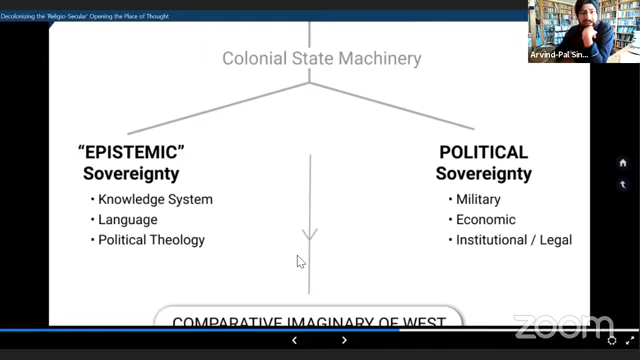 Decolonizing the 'Religio-Secular' Opening the Place of Thought
Arvind-Pal Sin...
Colonial State Machinery
“EPISTEMIC”
Sovereignty
• Knowledge System
• Language
• Political Theology
POLITICAL
Sovereignty
• Military
• Economic
• Institutional / Legal
COMPARATIVE IMAGINARY OF WEST
zoom